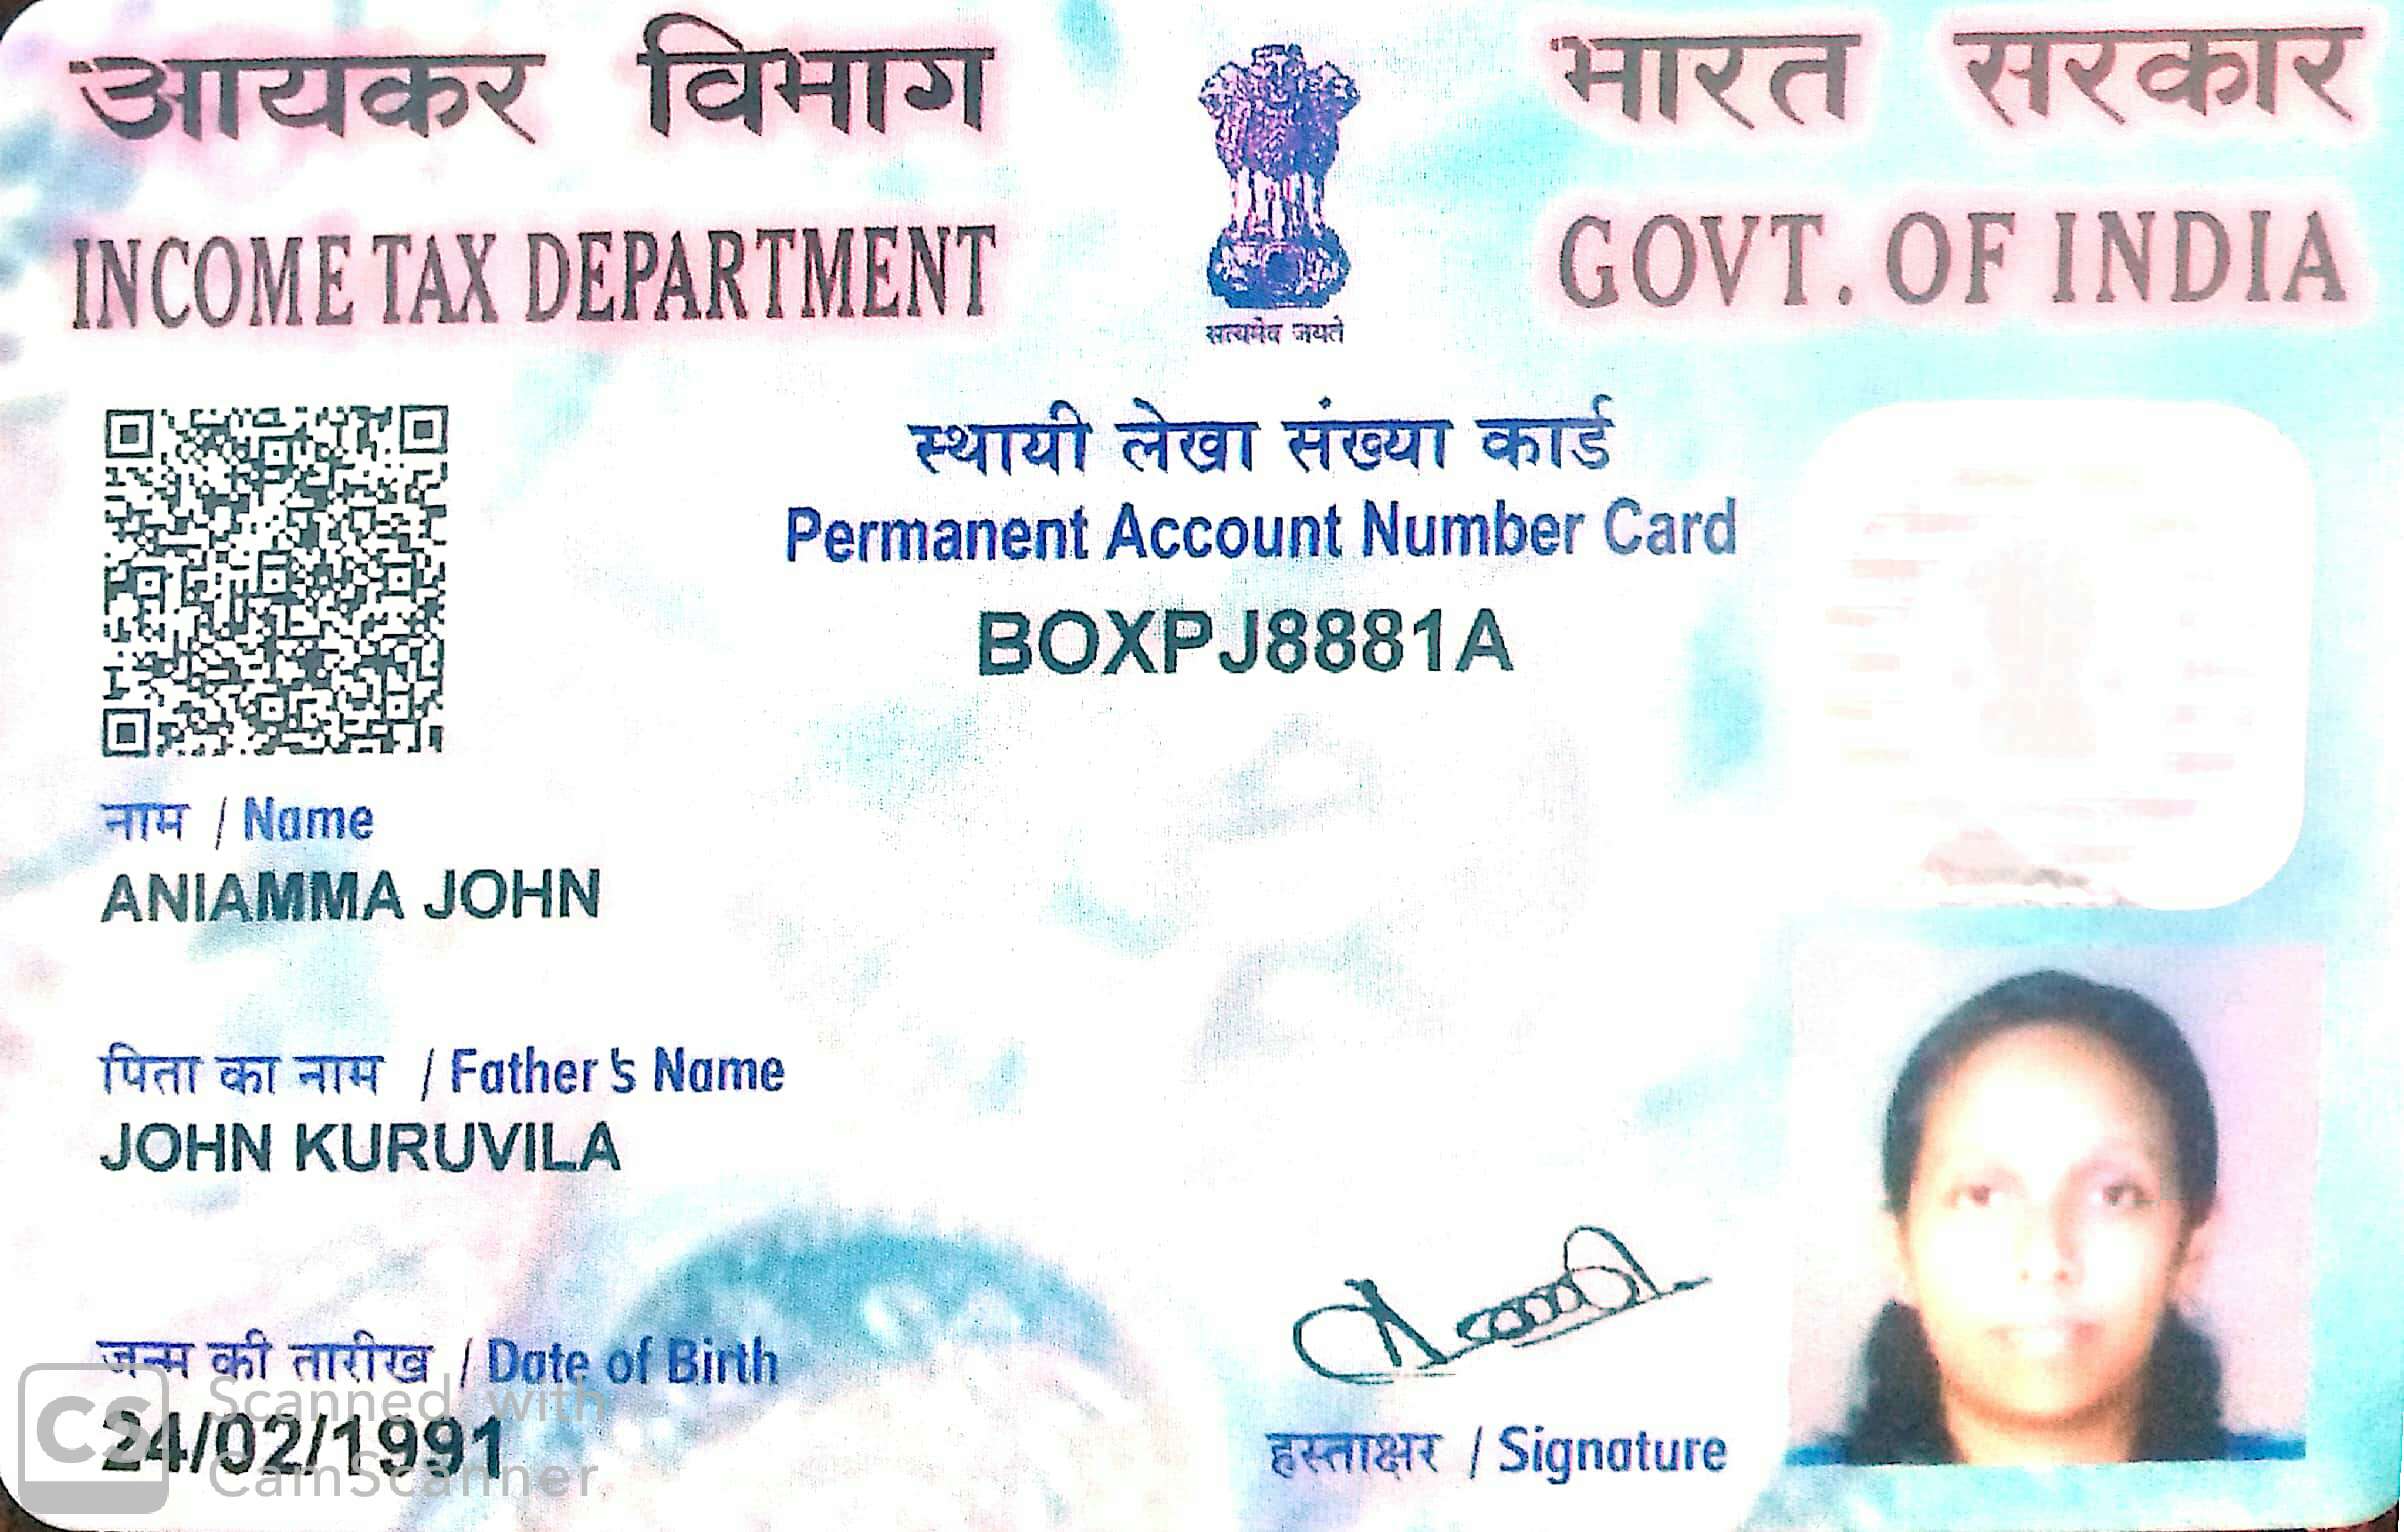 आयकर विभाग
INCOME TAX DEPARTMENT
सत्यमेव जयते
भारत सरकार
GOVT. OF INDIA
स्थायी लेखा संख्या कार्ड
Permanent Account Number Card
BOXPJ8881A
नाम / Name
ANIAMMA JOHN
पिता का नाम / Father's Name
JOHN KURUVILA
जन्म की तारीख / Date of Birth
24/02/1991
हस्ताक्षर / Signature
CS Scanned with
CamScanner